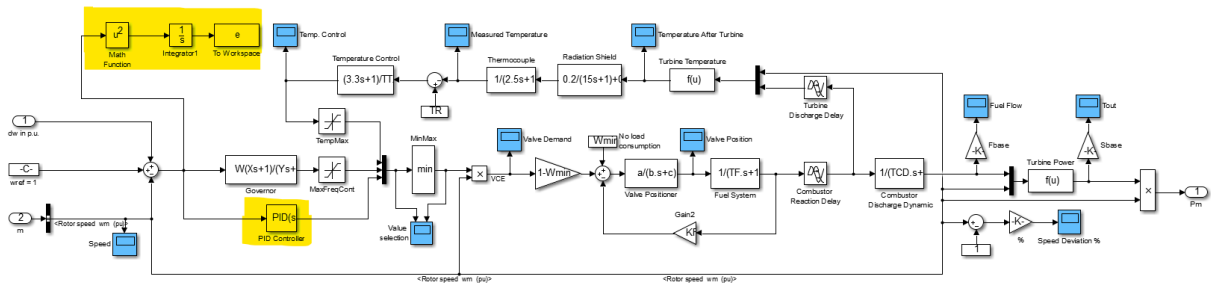 u²
Math
Function
1
s
Integrator1
e
To Workspace
Temp. Control
Measured Temperature
Temperature After Turbine
Temperature Control
(3.3s+1)/TT
Thermocouple
1/(2.5s+1
Radiation Shield
0.2/(15s+1)+0
Turbine Temperature
f(u)
TR
Turbine
Discharge Delay
Fuel Flow
Tout
1
dw in p.u.
-C-
wref = 1
2
m
<Rotor speed wm (pu)>
Speed
W(Xs+1)/(Ys+
Governor
TempMax
MaxFreqCont
PID(s
PID Controller
MinMax
min
Value
selection
×
VCE
Valve Demand
1-Wmin
Wmin
No load
consumption
a/(b.s+c)
Valve Positioner
Valve Position
1/(TF.s+1
Fuel System
Gain2
KF
Combustor
Reaction Delay
1/(TCD.s+
Combustor
Discharge Dynamic
-K-
Fbase
-K-
Sbase
Turbine Power
f(u)
×
1
Pm
1
-K-
%
Speed Deviation %
<Rotor speed wm (pu)>
<Rotor speed wm (pu)>